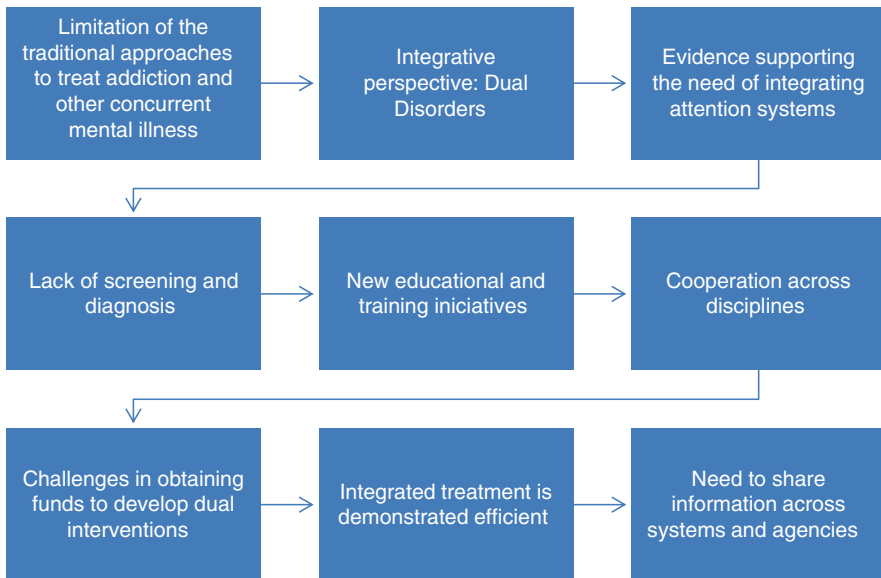 Limitation of the
traditional approaches
to treat addiction and
other concurrent
mental illness
Integrative
perspective: Dual
Disorders
Evidence supporting
the need of integrating
attention systems
Lack of screening and
diagnosis
New educational and
training iniciatives
Cooperation across
disciplines
Challenges in obtaining
funds to develop dual
interventions
Integrated treatment is
demonstrated efficient
Need to share
information across
systems and agencies